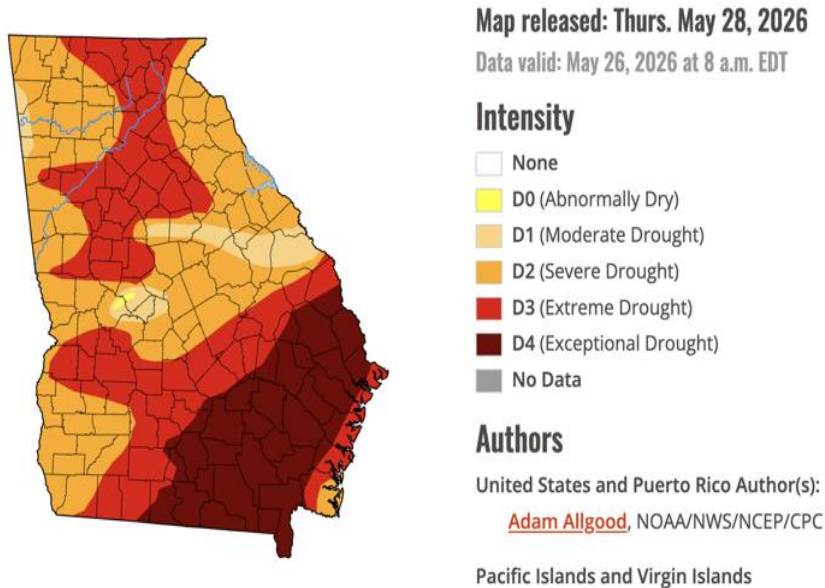 Map released: Thurs. May 28, 2026
Data valid: May 26, 2026 at 8 a.m. EDT
Intensity
None
D0 (Abnormally Dry)
D1 (Moderate Drought)
D2 (Severe Drought)
D3 (Extreme Drought)
D4 (Exceptional Drought)
No Data
Authors
United States and Puerto Rico Author(s):
Adam Allgood, NOAA/NWS/NCEP/CPC
Pacific Islands and Virgin Islands